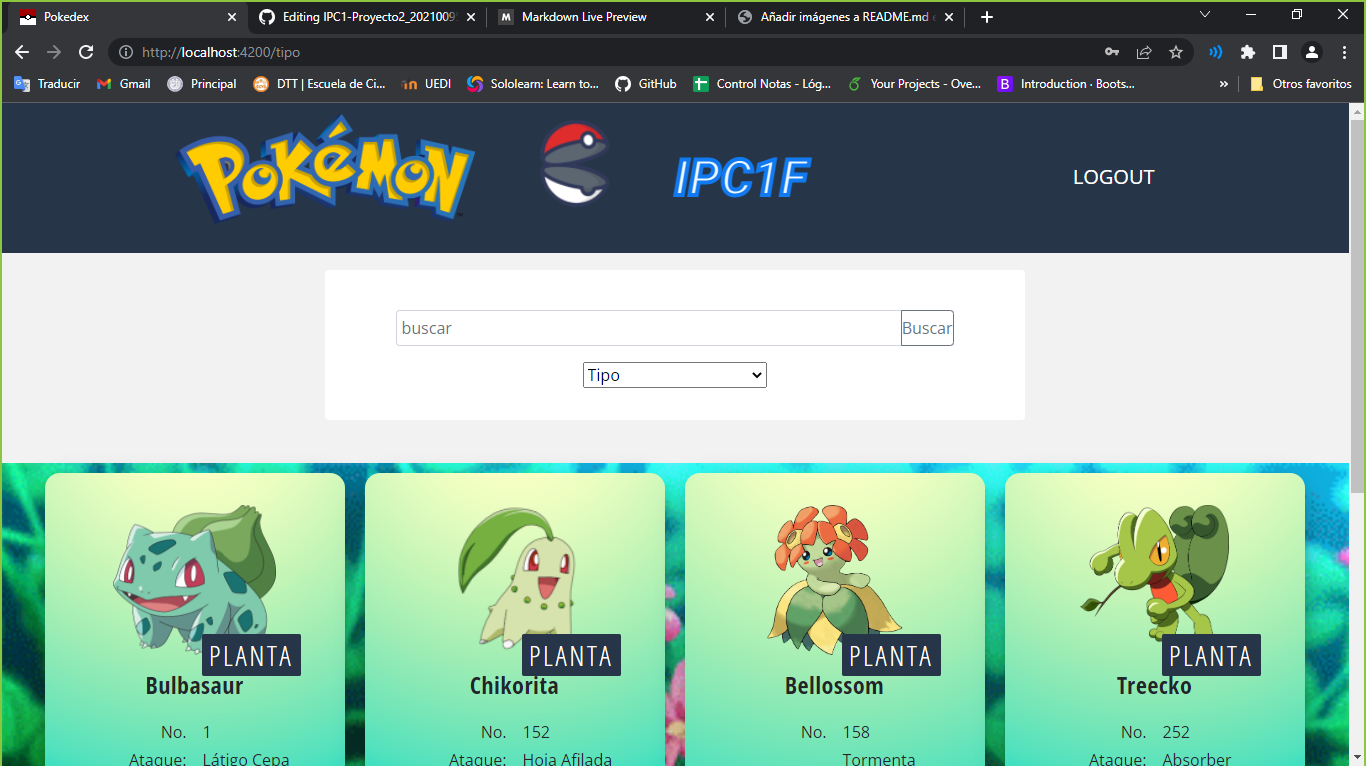 Pokedex
Editing IPC1-Proyecto2_2021009
Markdown Live Preview
Añadir imágenes a README.md e
http://localhost:4200/tipo
Traducir
Gmail
Principal
DTT | Escuela de Ci...
UEDI
Sololearn: Learn to...
GitHub
Control Notas - Lóg...
Your Projects - Ove...
B
Introduction · Boots...
»
Otros favoritos
POKéMON
IPC1F
LOGOUT
buscar
Buscar
Tipo
PLANTA
PLANTA
PLANTA
PLANTA
Bulbasaur
Chikorita
Bellossom
Treecko
No. 1
No. 152
No. 158
No. 252
Ataque: Látigo Cepa
Ataque: Hoja Afilada
Tormenta
Ataque: Absorber